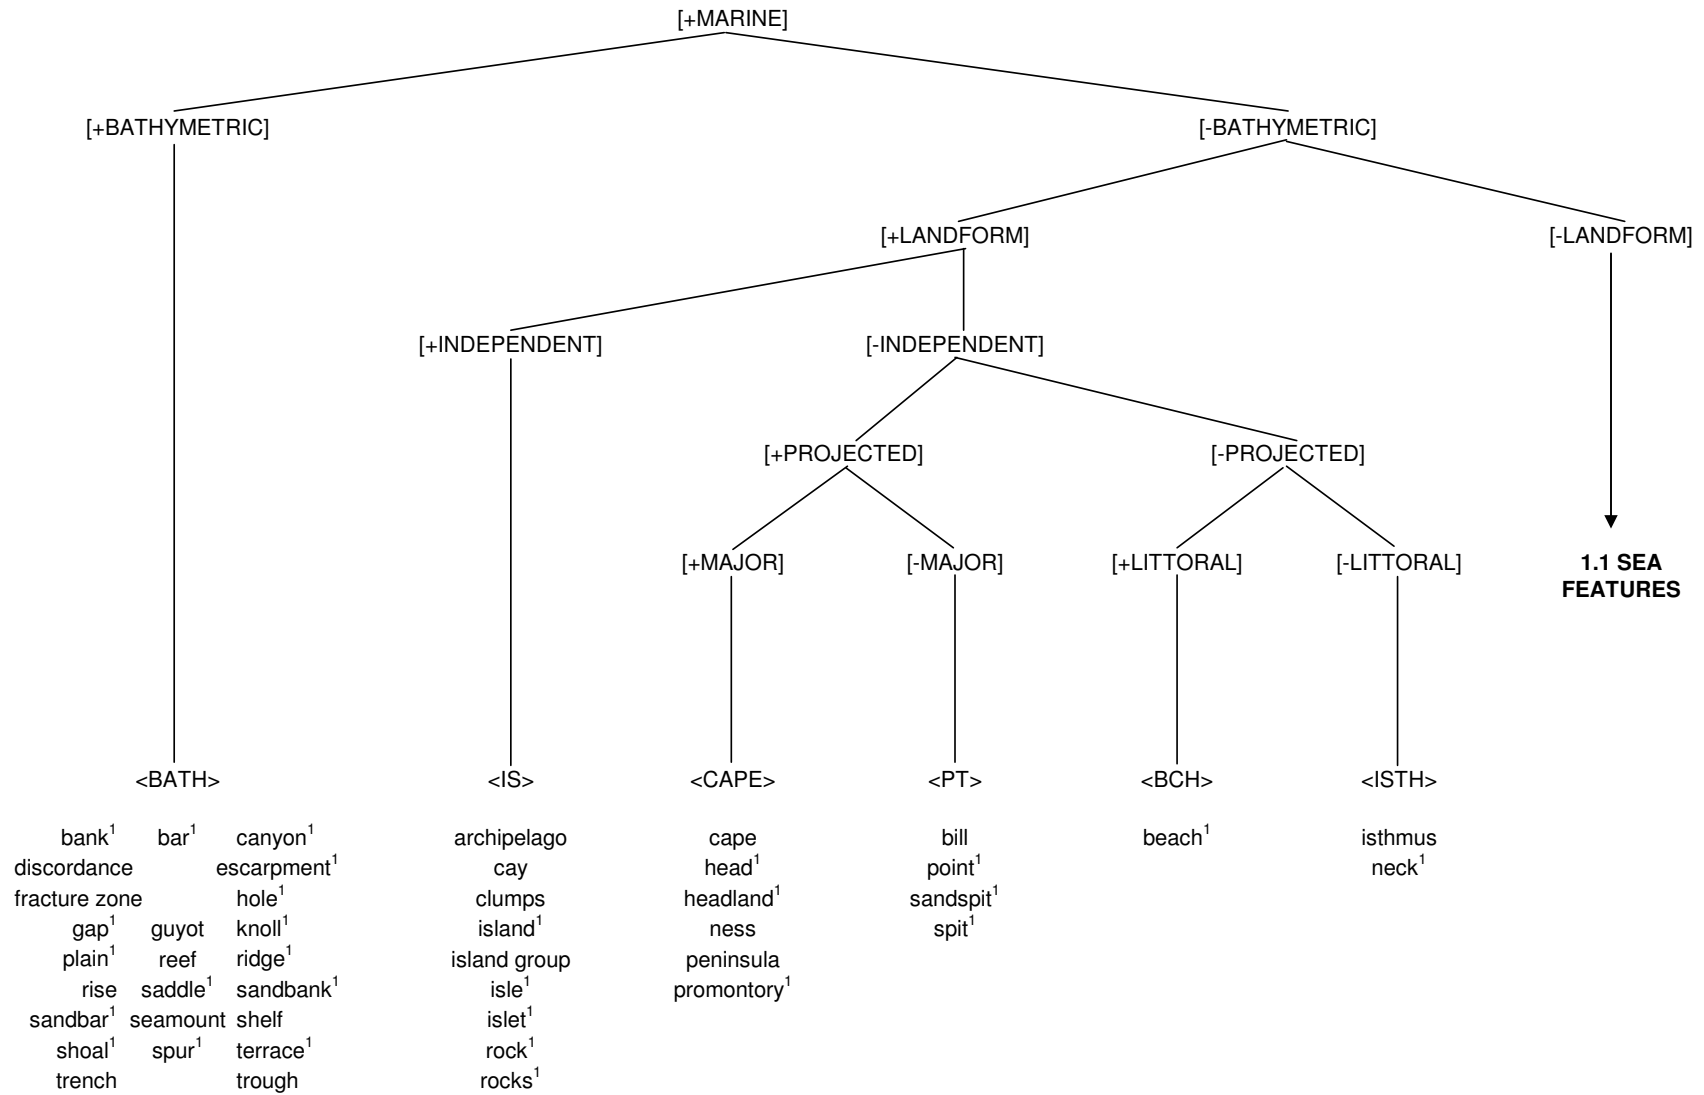 [+MARINE]
[+BATHYMETRIC] [-BATHYMETRIC]
[+LANDFORM] [-LANDFORM]
[+INDEPENDENT] [-INDEPENDENT]
[+PROJECTED] [-PROJECTED]
[+MAJOR] [-MAJOR] [+LITTORAL] [-LITTORAL] 1.1 SEA
FEATURES
<BATH> <IS> <CAPE> <PT> <BCH> <ISTH>
bank¹ bar¹ canyon¹ archipelago cape bill beach¹ isthmus
discordance escarpment¹ cay head¹ point¹ neck¹
fracture zone hole¹ clumps headland¹ sandspit¹
gap¹ guyot knoll¹ island¹ ness spit¹
plain¹ reef ridge¹ island group peninsula
rise saddle¹ sandbank¹ isle¹ promontory¹
sandbar¹ seamount shelf islet¹
shoal¹ spur¹ terrace¹ rock¹
trench trough rocks¹